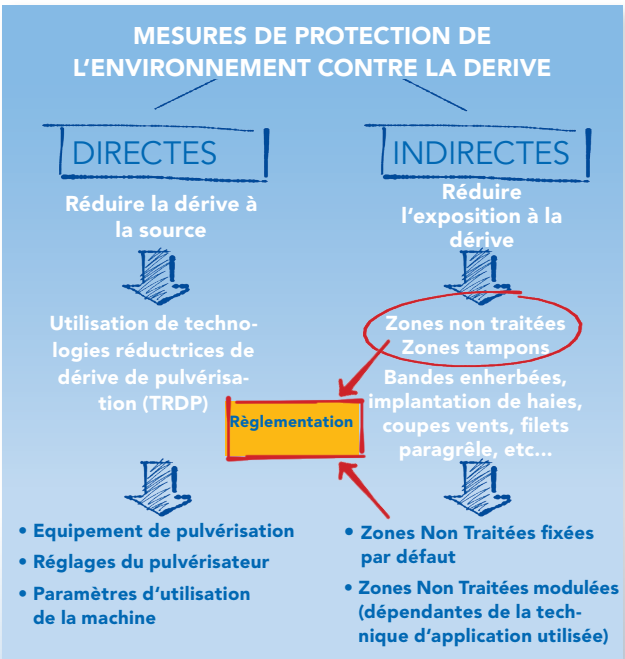 MESURES DE PROTECTION DE
L'ENVIRONNEMENT CONTRE LA DERIVE
DIRECTES
Réduire la dérive à
la source
Utilisation de techno-
logies réductrices de
dérive de pulvérisa-
tion (TRDP)
• Equipement de pulvérisation
• Réglages du pulvérisateur
• Paramètres d'utilisation
de la machine
INDIRECTES
Réduire
l'exposition à la
dérive
Zones non traitées
Zones tampons
Bandes enherbées,
implantation de haies,
coupes vents, filets
paragrêle, etc...
Règlementation
• Zones Non Traitées fixées
par défaut
• Zones Non Traitées modulées
(dépendantes de la tech-
nique d'application utilisée)